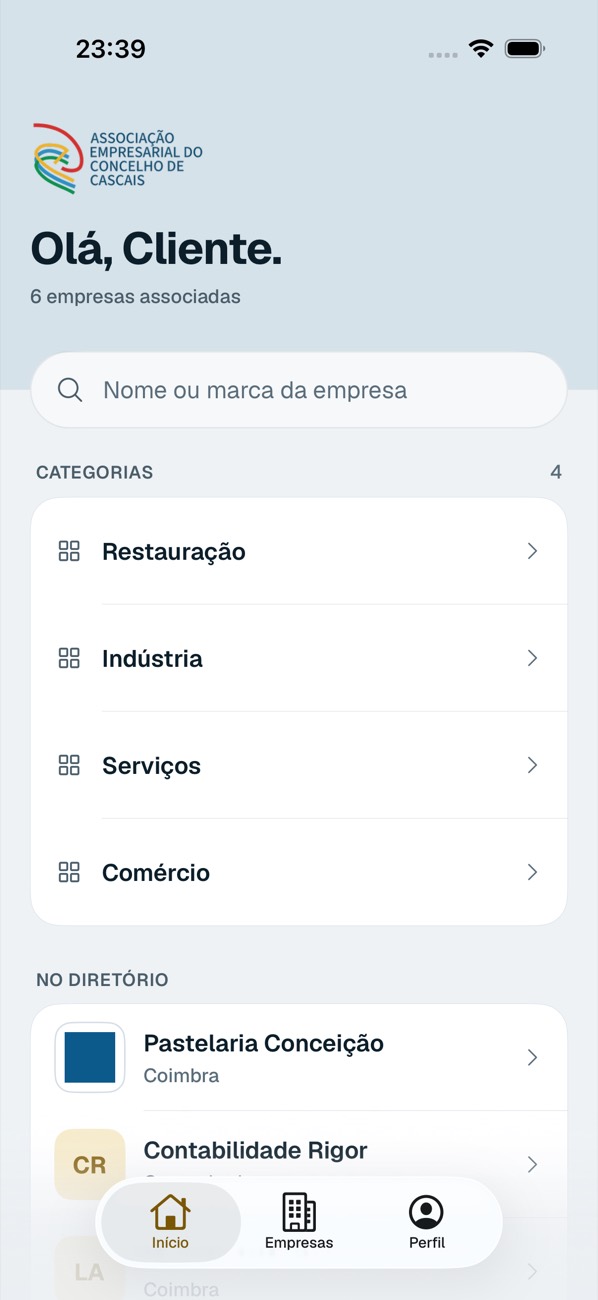 23:39
ASSOCIAÇÃO
EMPRESARIAL DO
CONCELHO DE
CASCAIS
Olá, Cliente.
6 empresas associadas
Nome ou marca da empresa
CATEGORIAS 4
Restauração
Indústria
Serviços
Comércio
NO DIRETÓRIO
Pastelaria Conceição
Coimbra
CR Contabilidade Rigor
LA
Coimbra
Início Empresas Perfil